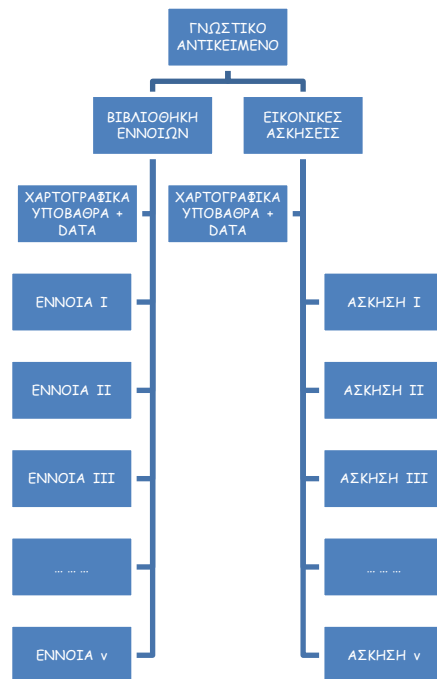 ΓΝΩΣΤΙΚΟ
ΑΝΤΙΚΕΙΜΕΝΟ
ΒΙΒΛΙΟΘΗΚΗ
ΕΝΝΟΙΩΝ
ΕΙΚΟΝΙΚΕΣ
ΑΣΚΗΣΕΙΣ
ΧΑΡΤΟΓΡΑΦΙΚΑ
ΥΠΟΒΑΘΡΑ +
DATA
ΧΑΡΤΟΓΡΑΦΙΚΑ
ΥΠΟΒΑΘΡΑ +
DATA
ΕΝΝΟΙΑ I
ΑΣΚΗΣΗ I
ΕΝΝΟΙΑ II
ΑΣΚΗΣΗ II
ΕΝΝΟΙΑ III
ΑΣΚΗΣΗ III
... ... ...
... ... ...
ΕΝΝΟΙΑ ν
ΑΣΚΗΣΗ ν